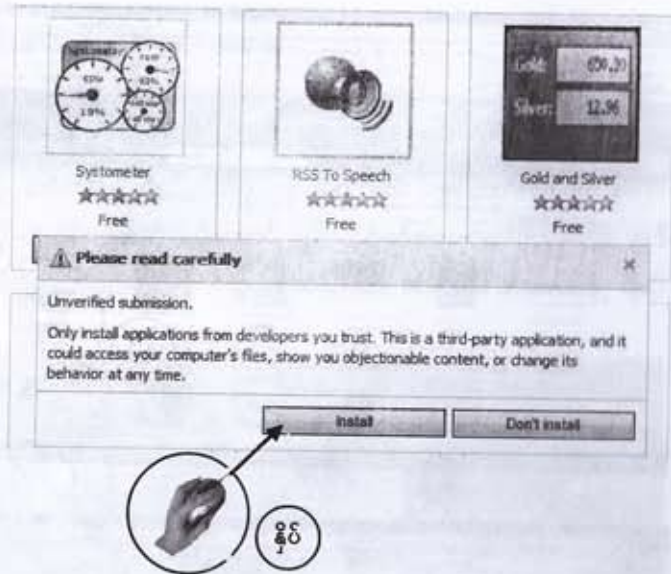 Systometer
19%
Gold:
Silver: 12.96
Systometer
Free
RSS To Speech
Free
Gold and Silver
Free
Please read carefully
Unverified submission.
Only install applications from developers you trust. This is a third-party application, and it
could access your computer's files, show you objectionable content, or change its
behavior at any time.
Install Don't install